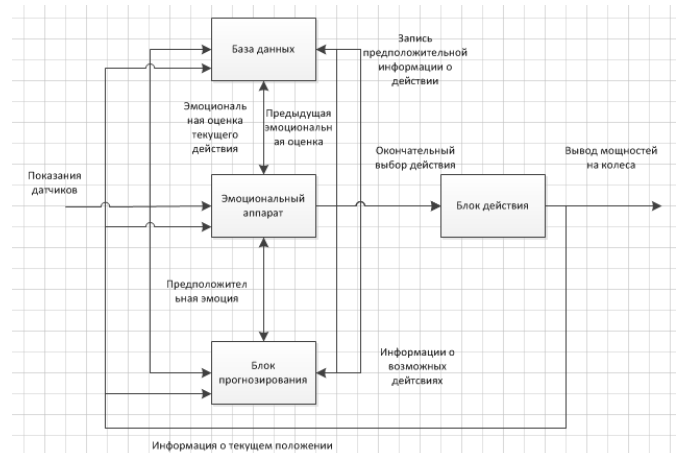 База данных
Запись
предположительной
информации о
действии
Эмоциональ
ная оценка
текущего
действия
Предыдущая
эмоциональн
ая оценка
Окончательный
выбор действия
Вывод мощностей
на колеса
Показания
датчиков
Эмоциональный
аппарат
Блок действия
Предположител
ьная эмоция
Блок
прогнозирования
Информации о
возможных
дейтсвиях
Информация о текущем положении